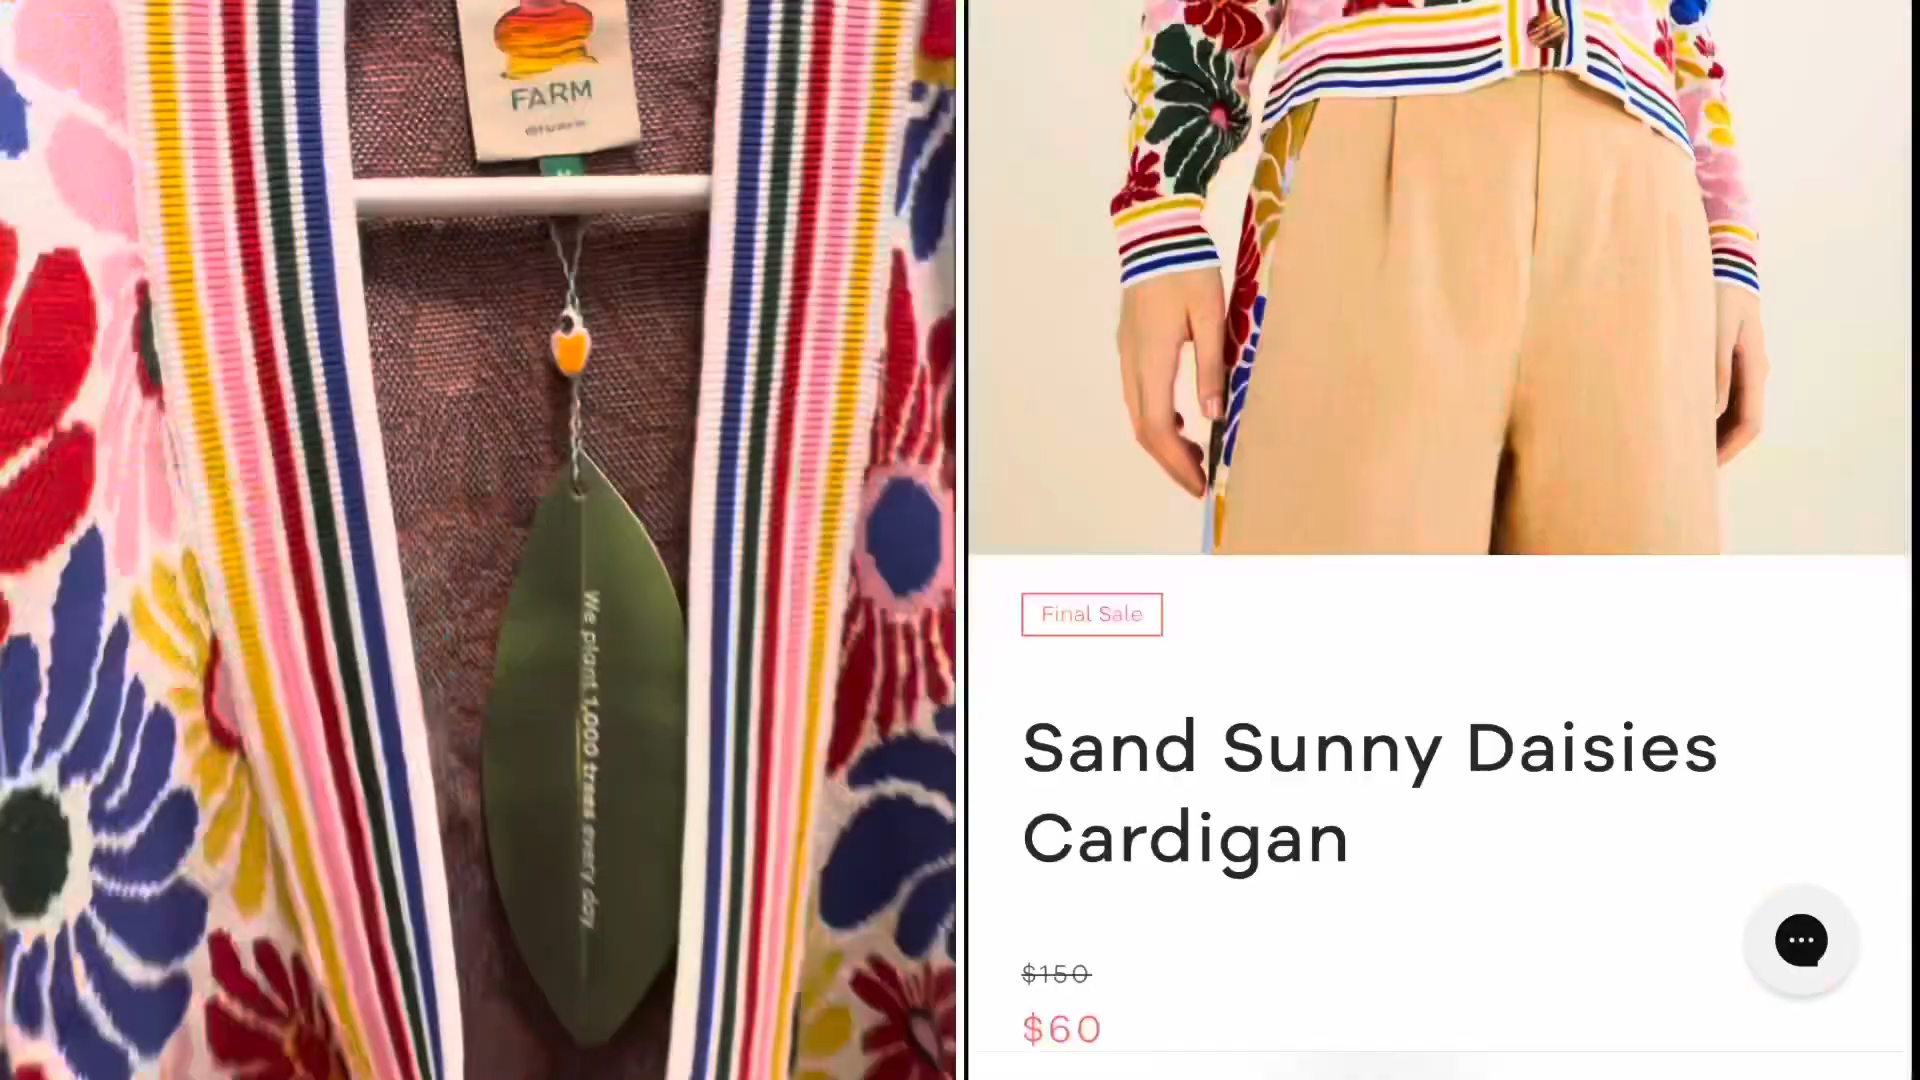 FARM
We plant 1,000 trees every day
Final Sale
Sand Sunny Daisies
Cardigan
$150
$60